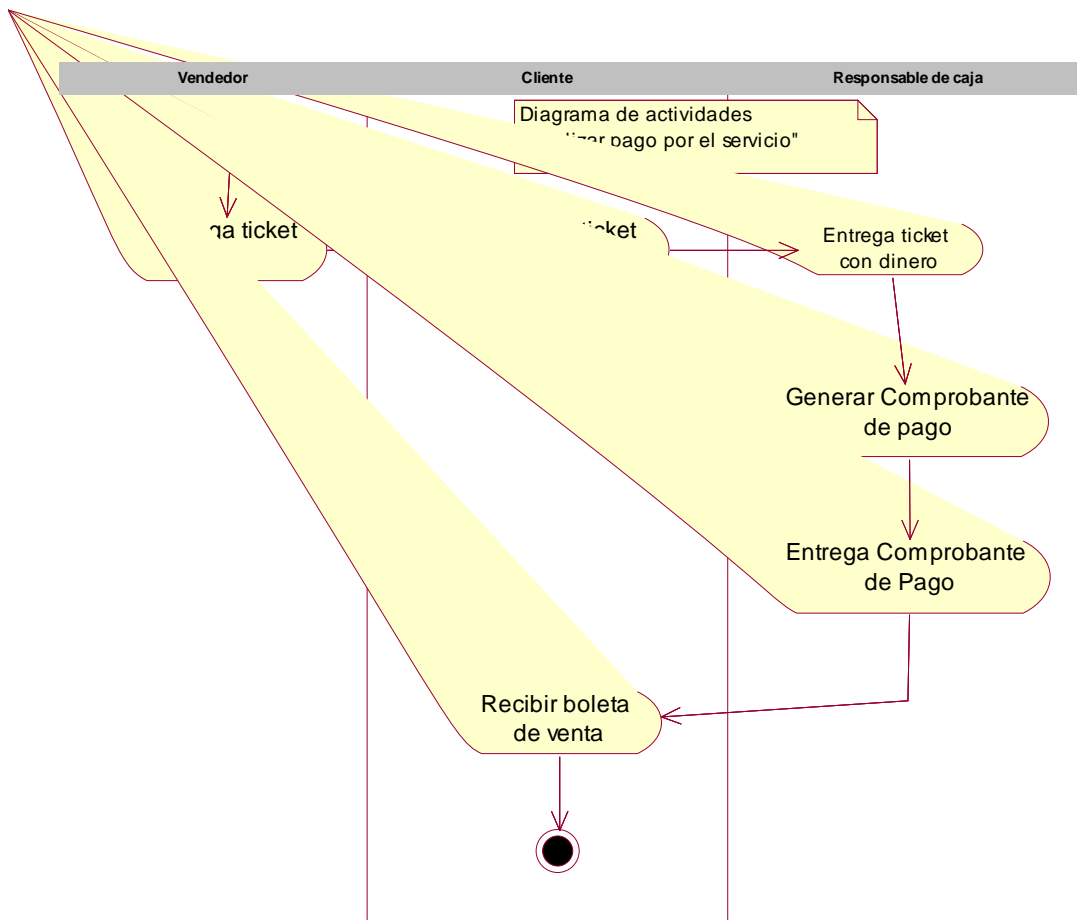 Vendedor
Cliente
Responsable de caja
Diagrama de actividades
pago por el servicio"
ticket
Entrega ticket
con dinero
Generar Comprobante
de pago
Entrega Comprobante
de Pago
Recibir boleta
de venta